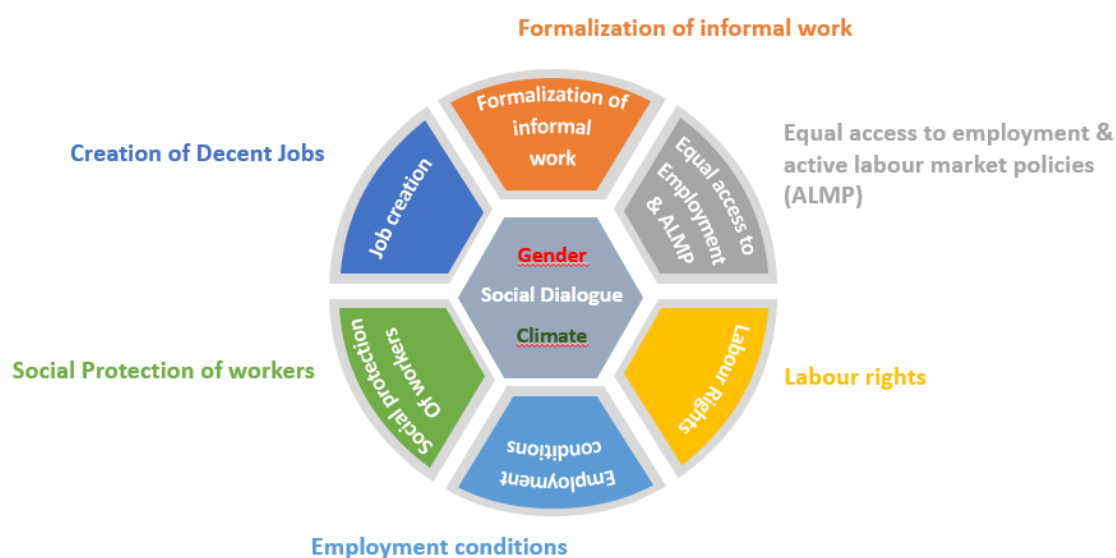 Formalization of informal work
Formalization of
informal
work
Creation of Decent Jobs
Job creation
Equal access to
Employment
& ALMP
Equal access to employment &
active labour market policies
(ALMP)
Gender
Social Dialogue
Climate
Social Protection of workers
Social protection
Of workers
Labour Rights
Labour rights
Employment
conditions
Employment conditions